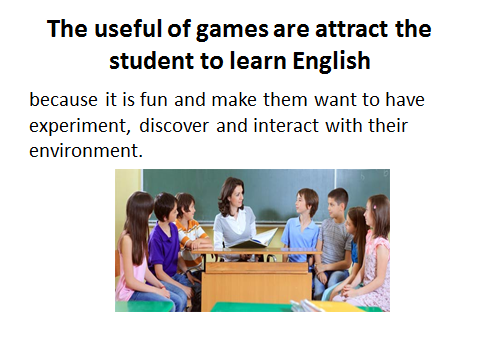 The useful of games are attract the
student to learn English
because it is fun and make them want to have
experiment, discover and interact with their
environment.